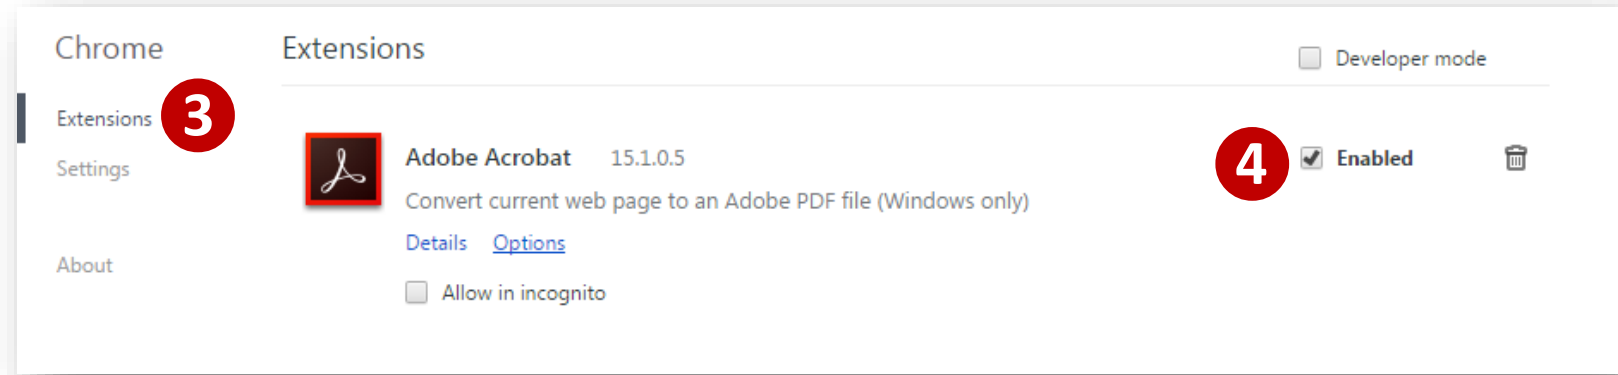 Chrome
Extensions
Developer mode
Extensions 3
Settings
About
Adobe Acrobat 15.1.0.5
4 Enabled
Convert current web page to an Adobe PDF file (Windows only)
Details Options
Allow in incognito